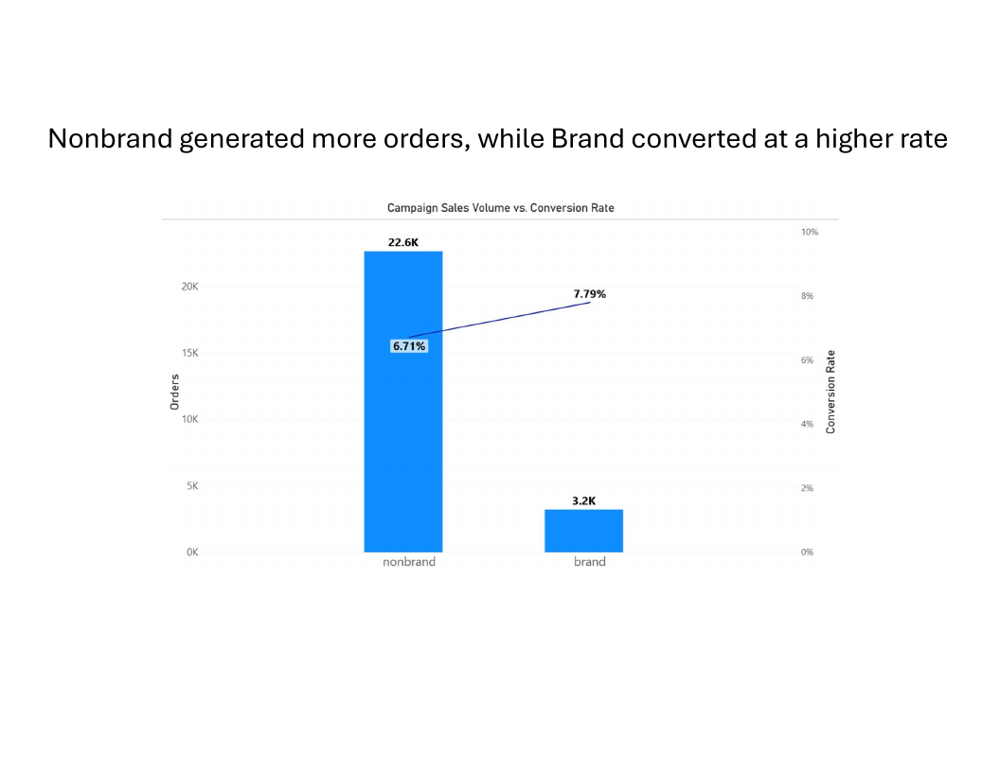 Nonbrand generated more orders, while Brand converted at a higher rate
Campaign Sales Volume vs. Conversion Rate
10%
22.6K
20K
7.79%
8%
6.71%
15K
6%
Orders
Conversion Rate
10K
4%
5K
2%
3.2K
0K
0%
nonbrand brand